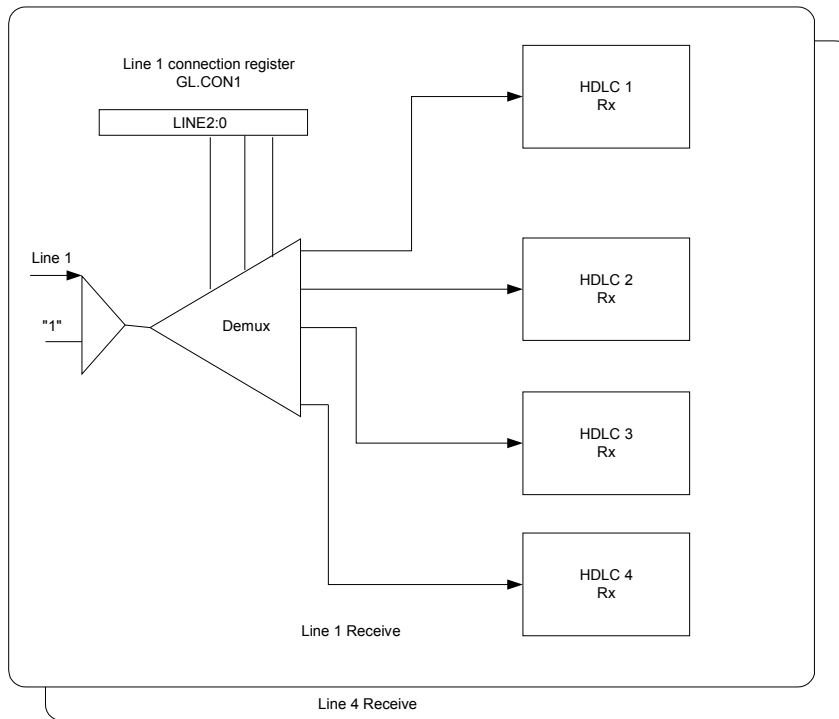 Line 1 connection register
GL.CON1
LINE2:0
HDLC 1
Rx
Line 1
"1"
Demux
HDLC 2
Rx
HDLC 3
Rx
HDLC 4
Rx
Line 1 Receive
Line 4 Receive